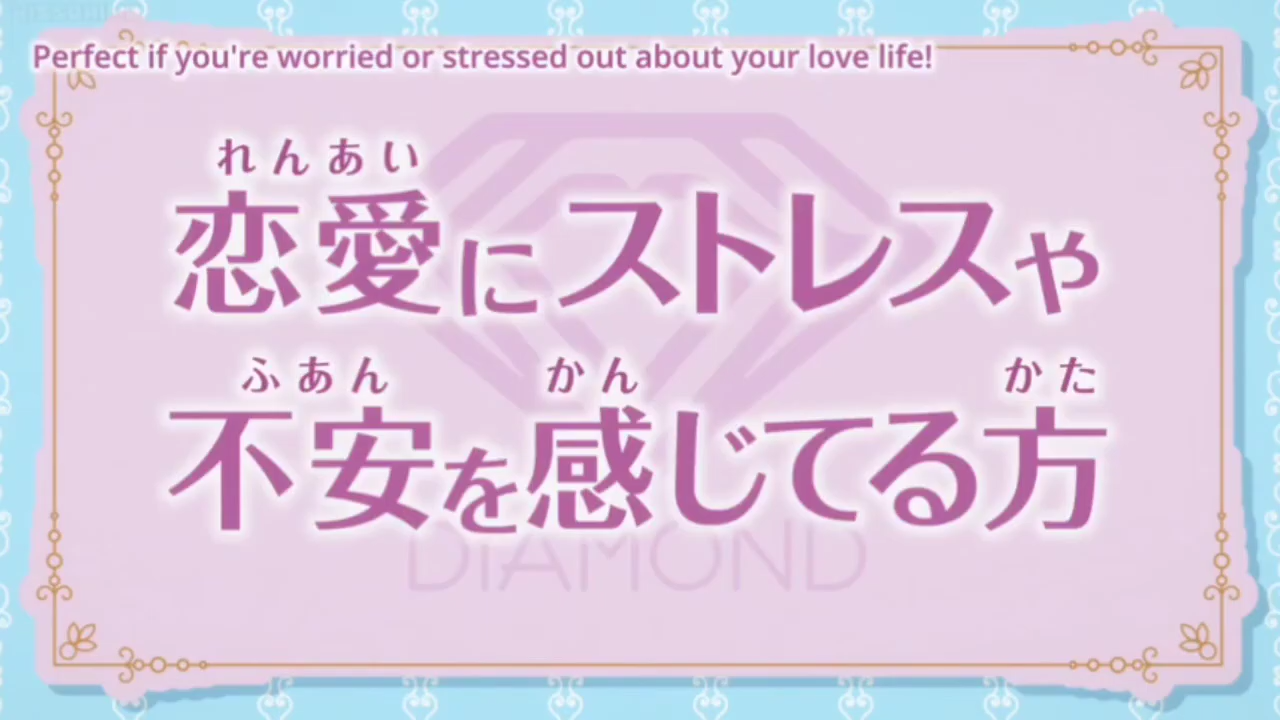 Perfect if you're worried or stressed out about your love life!
れんあい
恋愛にストレスや
ふあん かん かた
不安を感じてる方
DIAMOND